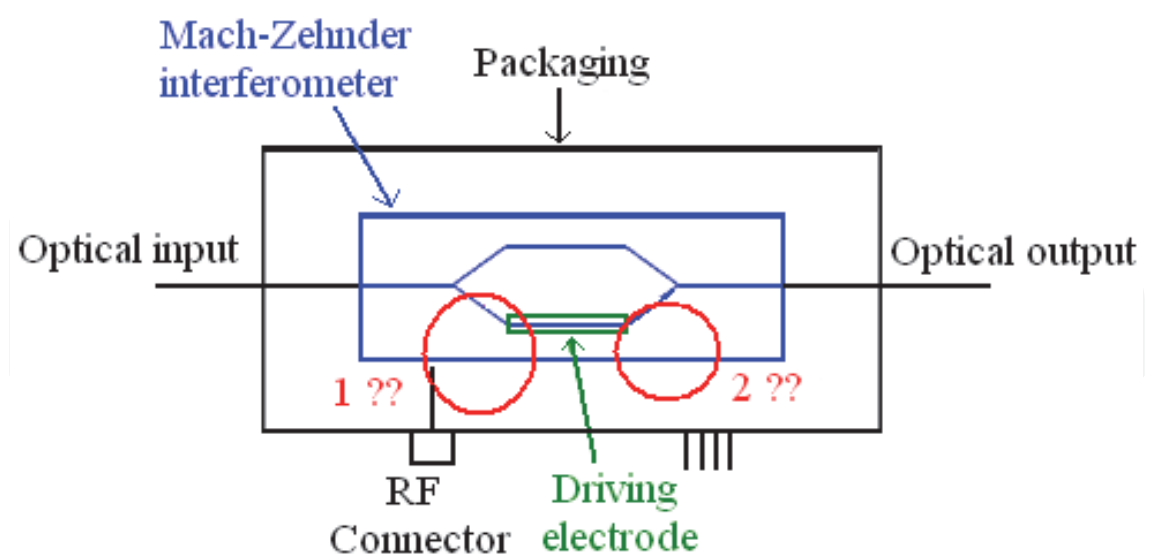 Mach-Zehnder
interferometer
Packaging
Optical input
Optical output
1 ??
2 ??
RF
Connector
Driving
electrode